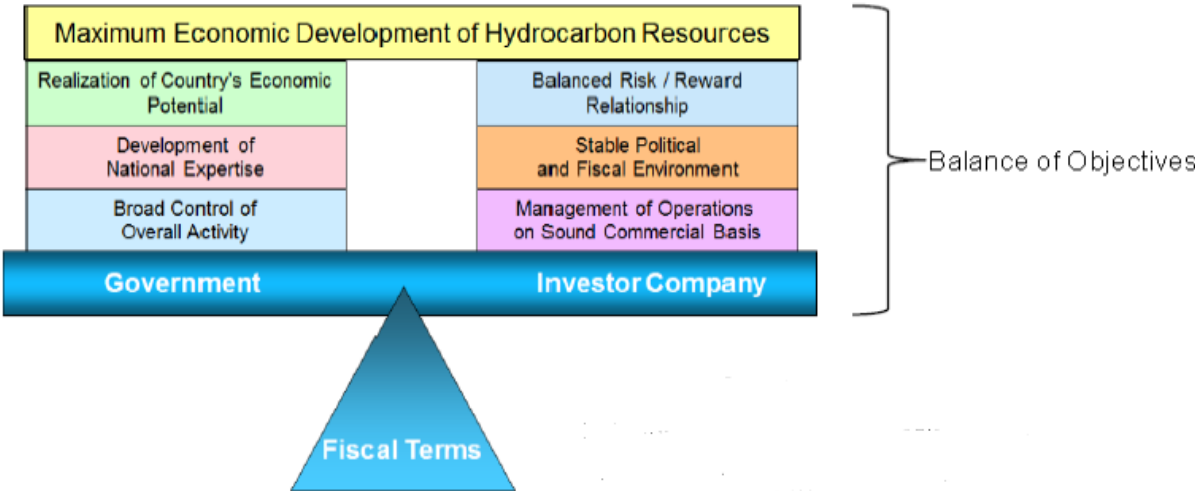 Maximum Economic Development of Hydrocarbon Resources
Realization of Country's Economic
Potential
Development of
National Expertise
Broad Control of
Overall Activity
Balanced Risk / Reward
Relationship
Stable Political
and Fiscal Environment
Management of Operations
on Sound Commercial Basis
Government
Investor Company
Fiscal Terms
Balance of Objectives